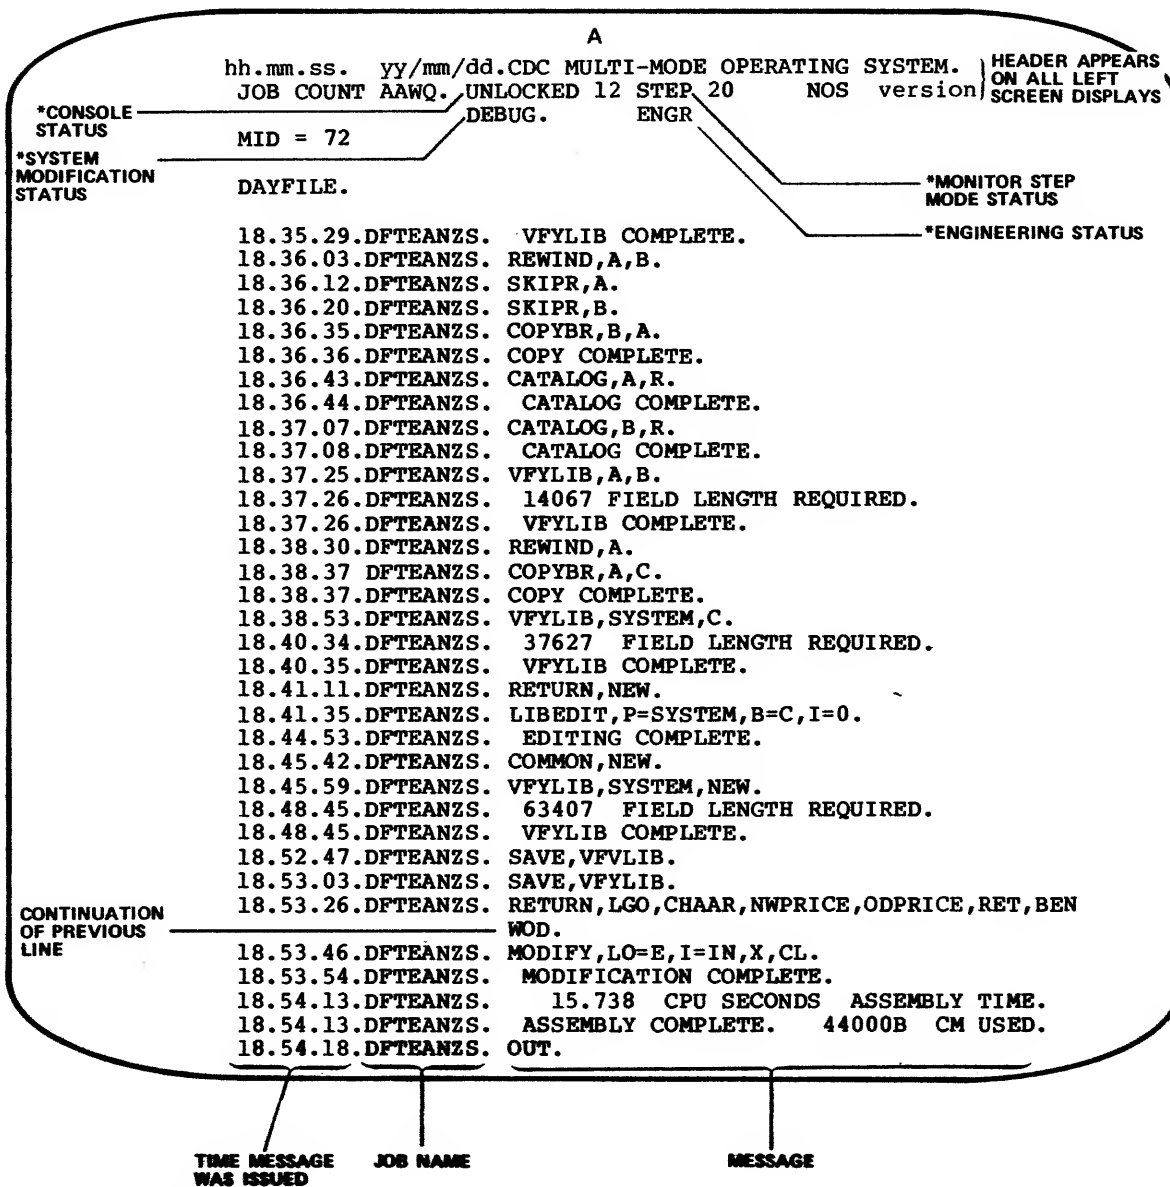 A
hh.mm.ss. yy/mm/dd.CDC MULTI-MODE OPERATING SYSTEM.
JOB COUNT AAWQ. UNLOCKED 12 STEP 20 NOS version
HEADER APPEARS
ON ALL LEFT
SCREEN DISPLAYS
*CONSOLE
STATUS
DEBUG. ENGR
MID = 72
*SYSTEM
MODIFICATION
STATUS
DAYFILE.
*MONITOR STEP
MODE STATUS
*ENGINEERING STATUS
18.35.29.DFTEANZS. VFYLIB COMPLETE.
18.36.03.DFTEANZS. REWIND,A,B.
18.36.12.DFTEANZS. SKIPR,A.
18.36.20.DFTEANZS. SKIPR,B.
18.36.35.DFTEANZS. COPYBR,B,A.
18.36.36.DFTEANZS. COPY COMPLETE.
18.36.43.DFTEANZS. CATALOG,A,R.
18.36.44.DFTEANZS. CATALOG COMPLETE.
18.37.07.DFTEANZS. CATALOG,B,R.
18.37.08.DFTEANZS. CATALOG COMPLETE.
18.37.25.DFTEANZS. VFYLIB,A,B.
18.37.26.DFTEANZS. 14067 FIELD LENGTH REQUIRED.
18.37.26.DFTEANZS. VFYLIB COMPLETE.
18.38.30.DFTEANZS. REWIND,A.
18.38.37 DFTEANZS. COPYBR,A,C.
18.38.37.DFTEANZS. COPY COMPLETE.
18.38.53.DFTEANZS. VFYLIB,SYSTEM,C.
18.40.34.DFTEANZS. 37627 FIELD LENGTH REQUIRED.
18.40.35.DFTEANZS. VFYLIB COMPLETE.
18.41.11.DFTEANZS. RETURN,NEW.
18.41.35.DFTEANZS. LIBEDIT,P=SYSTEM,B=C,I=0.
18.44.53.DFTEANZS. EDITING COMPLETE.
18.45.42.DFTEANZS. COMMON,NEW.
18.45.59.DFTEANZS. VFYLIB,SYSTEM,NEW.
18.48.45.DFTEANZS. 63407 FIELD LENGTH REQUIRED.
18.48.45.DFTEANZS. VFYLIB COMPLETE.
18.52.47.DFTEANZS. SAVE,VFVLIB.
18.53.03.DFTEANZS. SAVE,VFYLIB.
18.53.26.DFTEANZS. RETURN,LGO,CHAAR,NWPRICE,ODPRICE,RET,BEN
WOD.
CONTINUATION
OF PREVIOUS
LINE
18.53.46.DFTEANZS. MODIFY,LO=E,I=IN,X,CL.
18.53.54.DFTEANZS. MODIFICATION COMPLETE.
18.54.13.DFTEANZS. 15.738 CPU SECONDS ASSEMBLY TIME.
18.54.13.DFTEANZS. ASSEMBLY COMPLETE. 44000B CM USED.
18.54.18.DFTEANZS. OUT.
TIME MESSAGE
WAS ISSUED
JOB NAME
MESSAGE